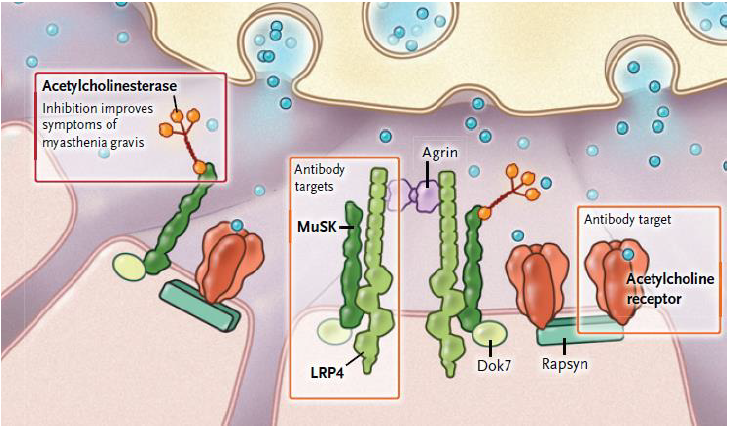 Acetylcholinesterase
Inhibition improves
symptoms of
myasthenia gravis
Antibody
targets
MuSK
LRP4
Agrin
Dok7
Rapsyn
Antibody target
Acetylcholine
receptor